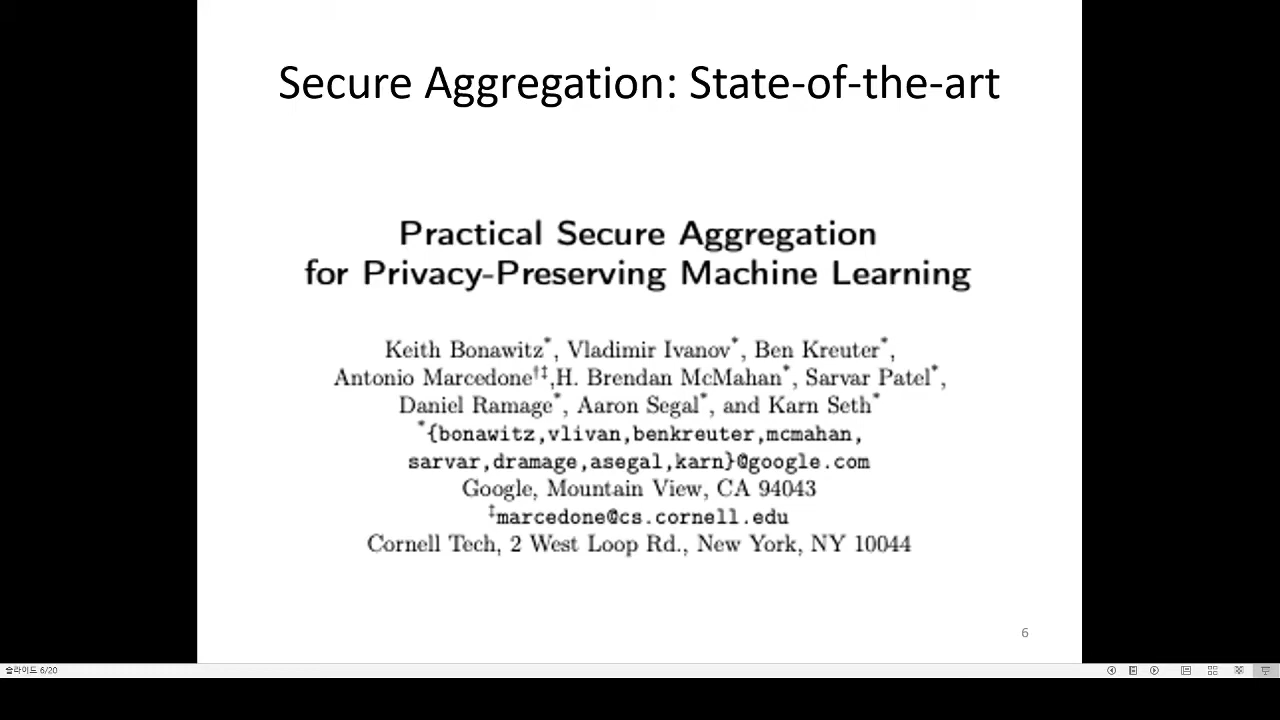 Secure Aggregation: State-of-the-art
Practical Secure Aggregation
for Privacy-Preserving Machine Learning
Keith Bonawitz*, Vladimir Ivanov*, Ben Kreuter*,
Antonio Marcedone†‡,H. Brendan McMahan*, Sarvar Patel*,
Daniel Ramage*, Aaron Segal*, and Karn Seth*
*{bonawitz,vlivan,benkreuter,mcmahan,
sarvar,dramage,asegal,karn}@google.com
Google, Mountain View, CA 94043
‡marcedone@cs.cornell.edu
Cornell Tech, 2 West Loop Rd., New York, NY 10044
6
슬라이드 6/20